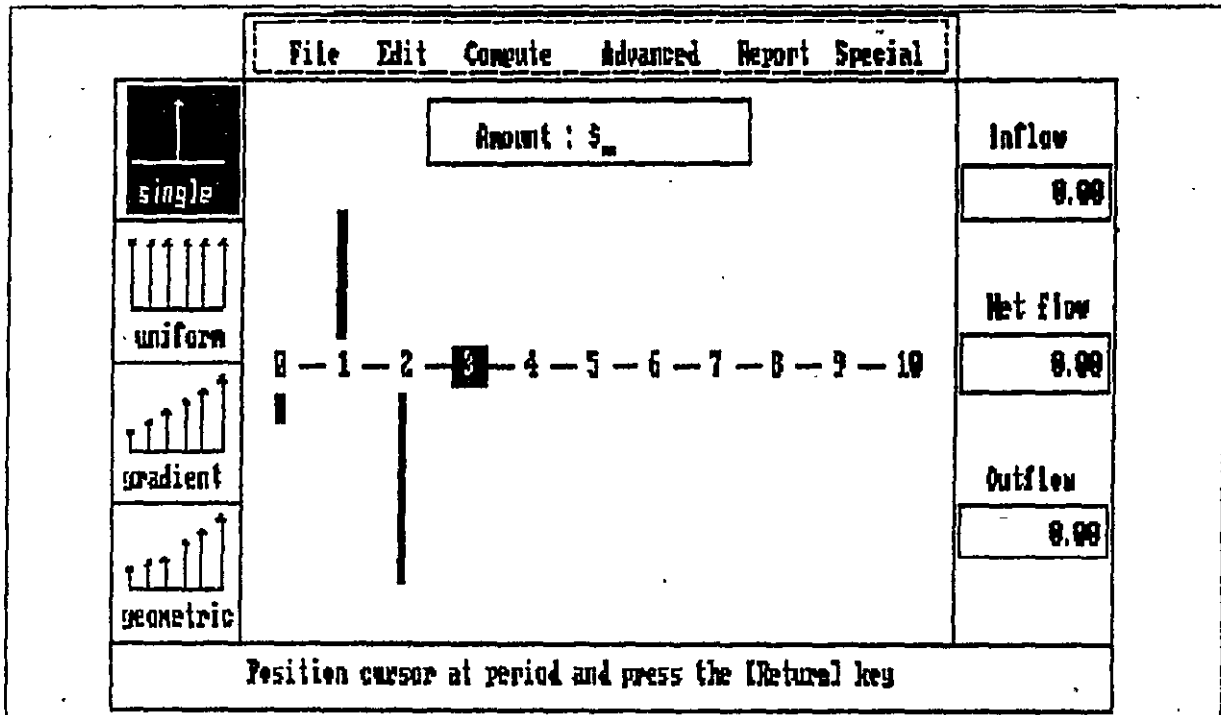 File Edit Compute Advanced Report Special
Amount : $_
single
uniform
gradient
geometric
0 — 1 — 2 — 3 — 4 — 5 — 6 — 7 — 8 — 9 — 10
Inflow
0.00
Net flow
0.00
Outflow
0.00
Position cursor at period and press the [Return] key